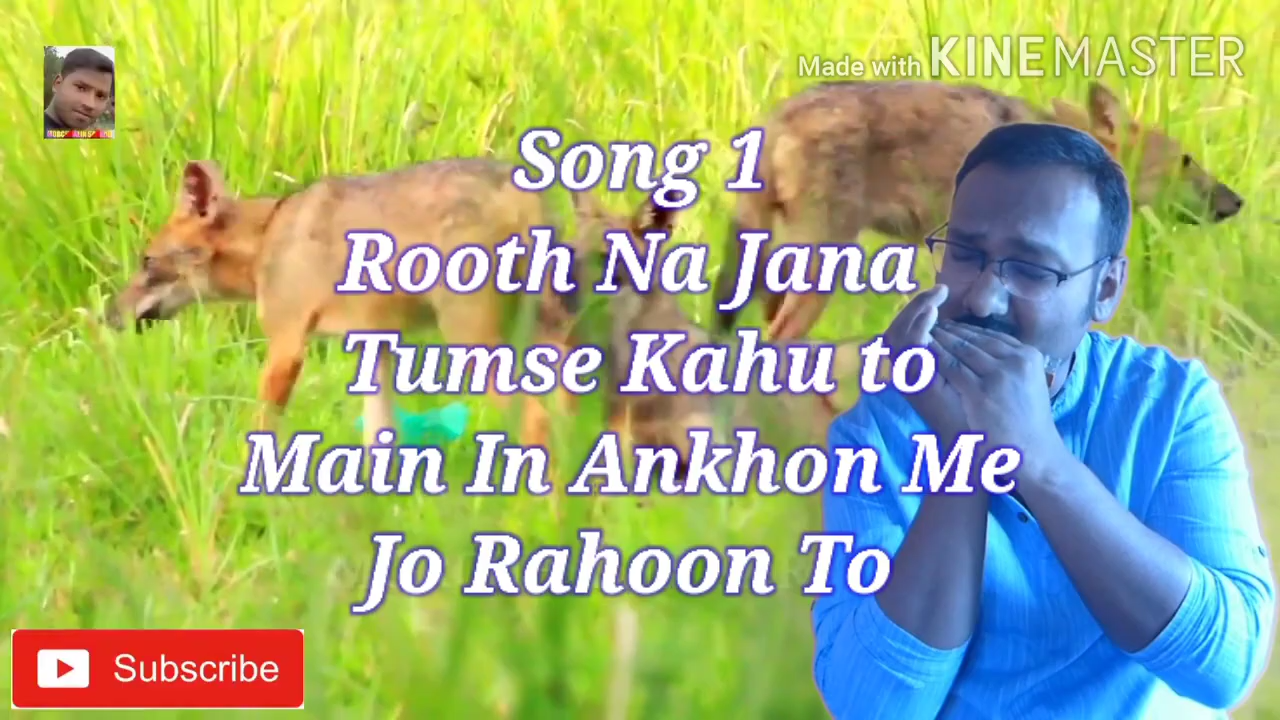 Made with KINEMASTER
Song 1
Rooth Na Jana
Tumse Kahu to
Main In Ankhon Me
Jo Rahoon To
Subscribe